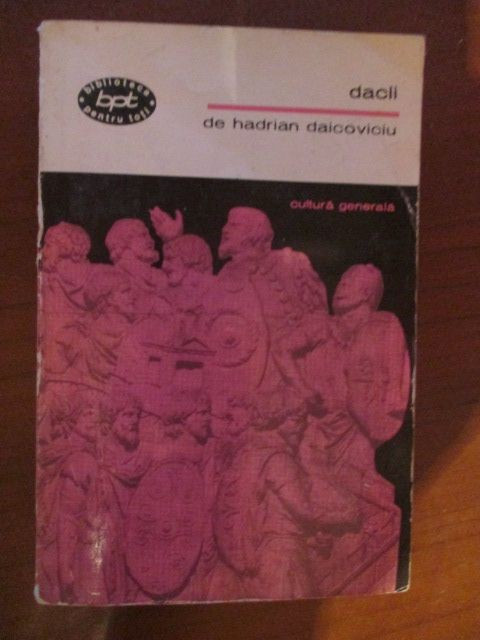 biblioteca
bpt
pentru toți
dacii
de hadrian daicoviciu
cultură generală